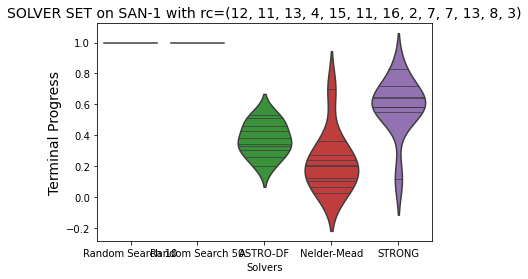 SOLVER SET on SAN-1 with rc=(12, 11, 13, 4, 15, 11, 16, 2, 7, 7, 13, 8, 3)
Terminal Progress
1.0
0.8
0.6
0.4
0.2
0.0
−0.2
Random Search 10 Random Search 50 ASTRO-DF Nelder-Mead STRONG
Solvers